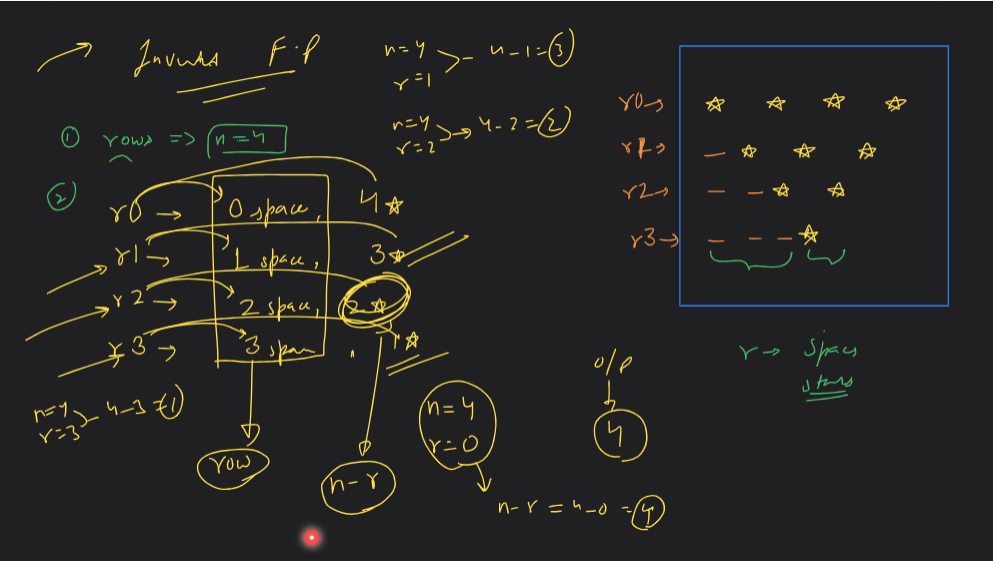 Inverted F.P
n=4
r=1
4-1=3
n=4
r=2
4-2=2
① rows => n=4
②
r0→ 0 space, 4☆
r1→ 1 space, 3☆
r2→ 2 space, 2☆
r3→ 3 space, 1☆
n=4
r=3
4-3=1
row
n-r
n=4
r=0
n-r = 4-0 = 4
O/P
4
r0→ ☆ ☆ ☆ ☆
r1→ _ ☆ ☆ ☆
r2→ _ _ ☆ ☆
r3→ _ _ _ ☆
r→ spaces
stars